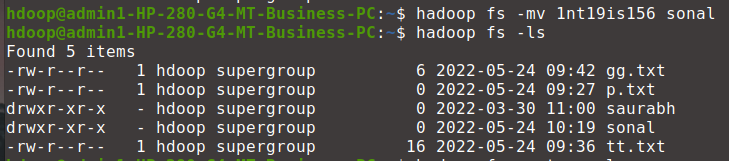 hdoop@admin1-HP-280-G4-MT-Business-PC:~$ hadoop fs -mv 1nt19is156 sonal
hdoop@admin1-HP-280-G4-MT-Business-PC:~$ hadoop fs -ls
Found 5 items
-rw-r--r--   1 hdoop supergroup          6 2022-05-24 09:42 gg.txt
-rw-r--r--   1 hdoop supergroup          0 2022-05-24 09:27 p.txt
drwxr-xr-x   - hdoop supergroup          0 2022-03-30 11:00 saurabh
drwxr-xr-x   - hdoop supergroup          0 2022-05-24 10:19 sonal
-rw-r--r--   1 hdoop supergroup         16 2022-05-24 09:36 tt.txt